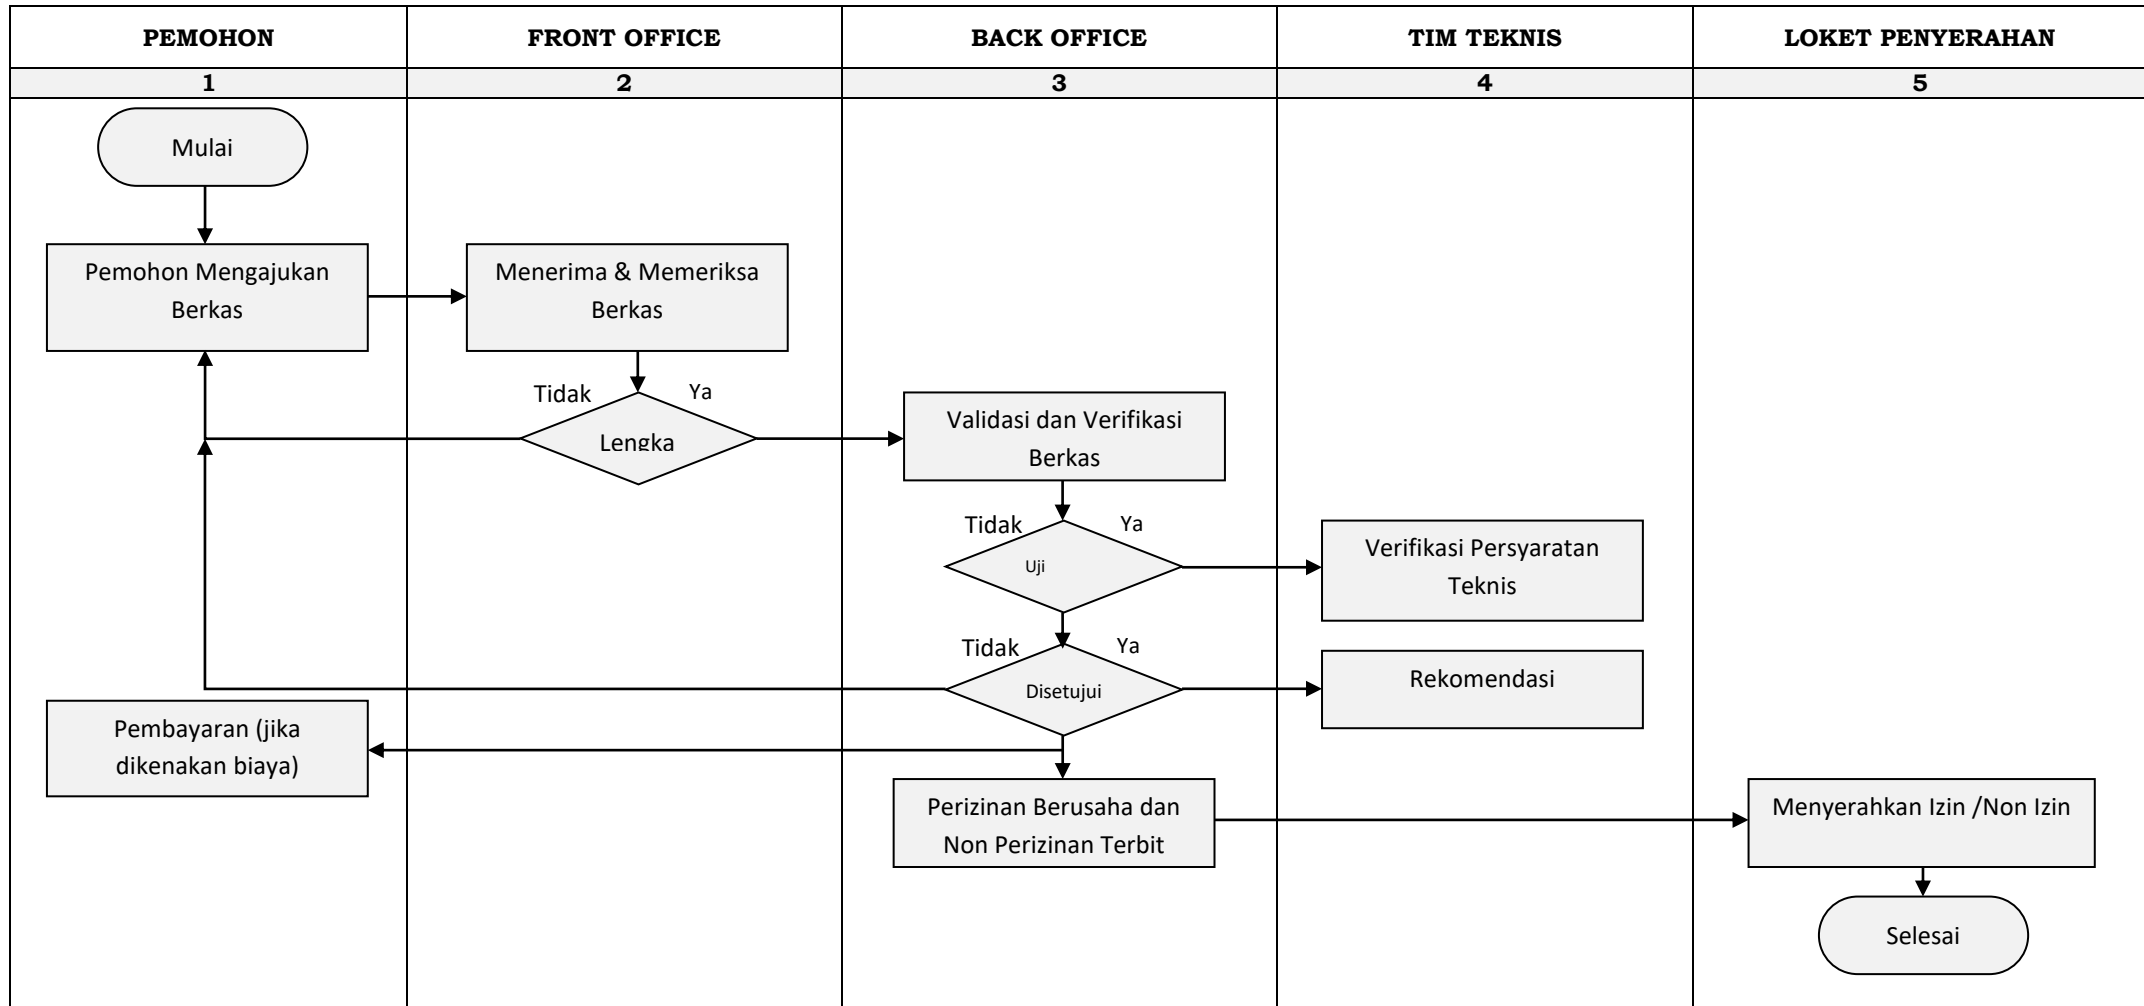 PEMOHON
FRONT OFFICE
BACK OFFICE
TIM TEKNIS
LOKET PENYERAHAN
1
2
3
4
5
Mulai
Pemohon Mengajukan
Berkas
Menerima & Memeriksa
Berkas
Tidak
Ya
Lengka
Validasi dan Verifikasi
Berkas
Tidak
Ya
Uji
Verifikasi Persyaratan
Teknis
Tidak
Ya
Disetujui
Rekomendasi
Pembayaran (jika
dikenakan biaya)
Perizinan Berusaha dan
Non Perizinan Terbit
Menyerahkan Izin /Non Izin
Selesai